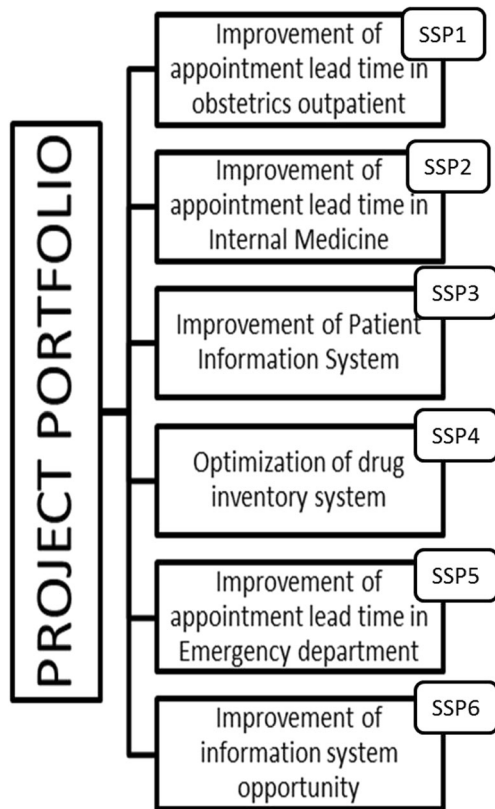 PROJECT PORTFOLIO
SSP1
Improvement of
appointment lead time in
obstetrics outpatient
SSP2
Improvement of
appointment lead time in
Internal Medicine
SSP3
Improvement of Patient
Information System
SSP4
Optimization of drug
inventory system
SSP5
Improvement of
appointment lead time in
Emergency department
SSP6
Improvement of
information system
opportunity